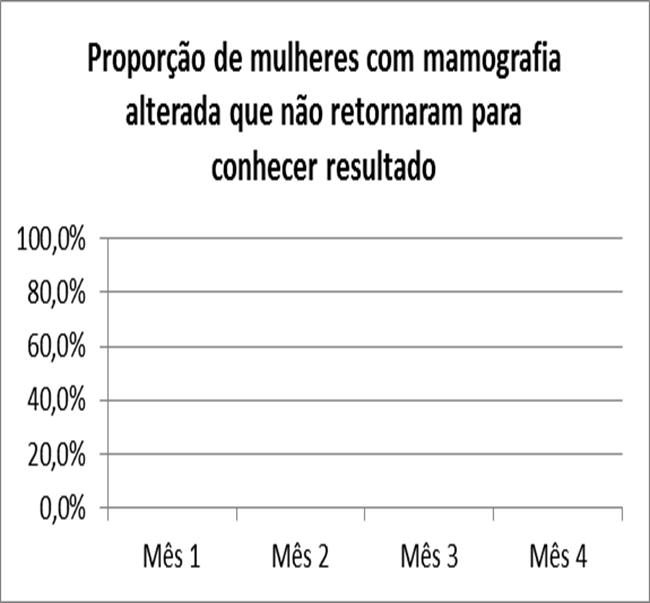 Proporção de mulheres com mamografia
alterada que não retornaram para
conhecer resultado
100,0%
80,0%
60,0%
40,0%
20,0%
0,0%
Mês 1 Mês 2 Mês 3 Mês 4